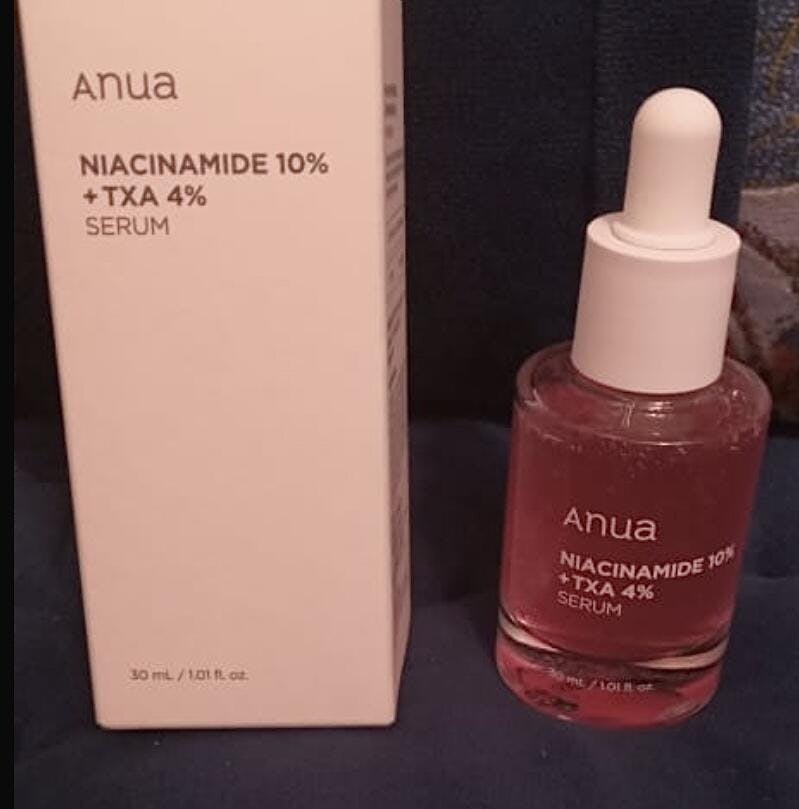 Anua
NIACINAMIDE 10%
+TXA 4%
SERUM
30 mL / 1.01 fl. oz.
Anua
NIACINAMIDE 10%
+TXA 4%
SERUM
30 mL / 1.01 fl. oz.